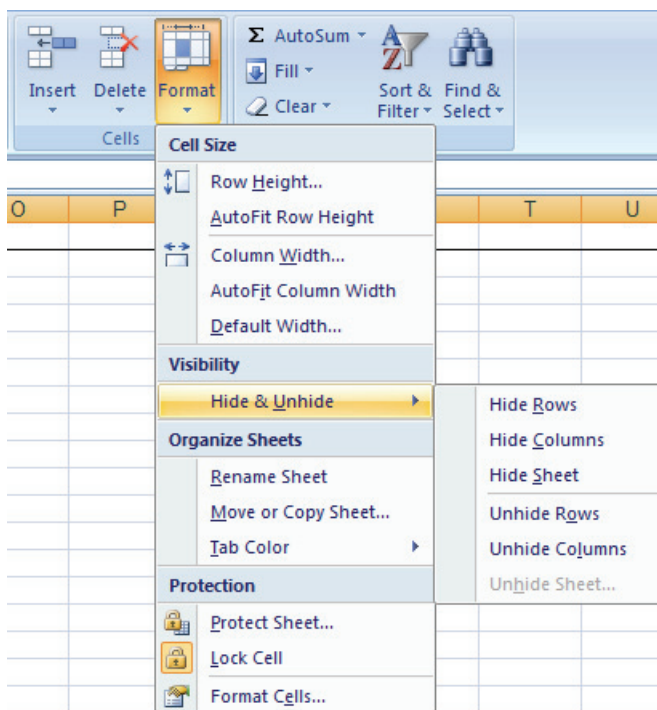 Σ AutoSum
Fill
Clear
Insert Delete Format
Sort & Filter
Find & Select
Cells
O P T U
Cell Size
Row Height...
AutoFit Row Height
Column Width...
AutoFit Column Width
Default Width...
Visibility
Hide & Unhide
Hide Rows
Hide Columns
Hide Sheet
Unhide Rows
Unhide Columns
Unhide Sheet...
Organize Sheets
Rename Sheet
Move or Copy Sheet...
Tab Color
Protection
Protect Sheet...
Lock Cell
Format Cells...